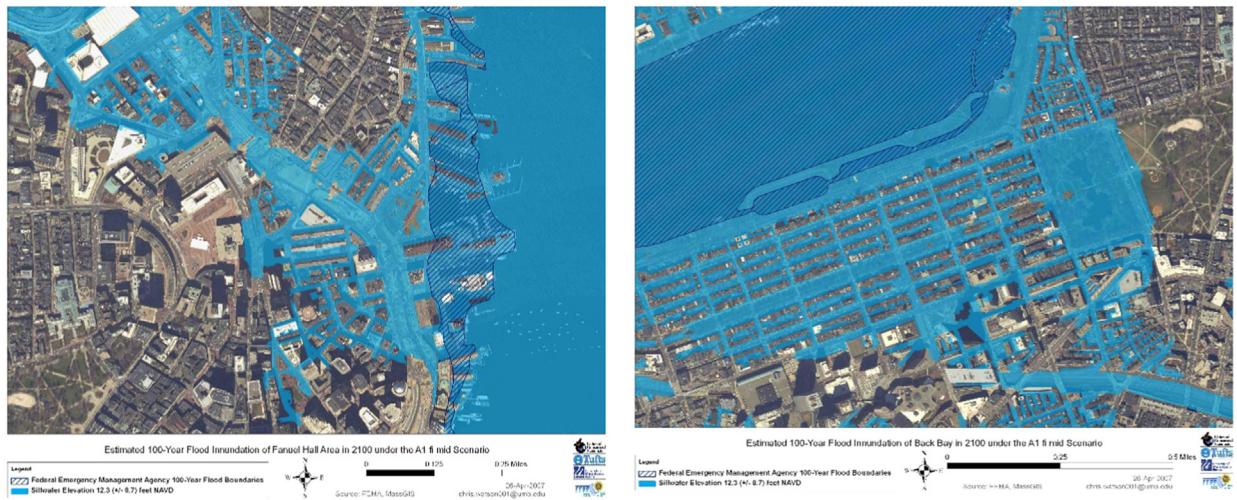 Estimated 100-Year Flood Inundation of Fanuel Hall Area in 2100 under the A1 fi mid Scenario
Legend
Federal Emergency Management Agency 100-Year Flood Boundaries
Stillwater Elevation 12.3 (+/- 0.7) feet NAVD
0 0.125 0.25 Miles
Source: FEMA, MassGIS
26-Apr-2007
Tufts
Estimated 100-Year Flood Inundation of Back Bay in 2100 under the A1 fi mid Scenario
Legend
Federal Emergency Management Agency 100-Year Flood Boundaries
Stillwater Elevation 12.3 (+/- 0.7) feet NAVD
0 0.25 0.5 Miles
Source: FEMA, MassGIS
26-Apr-2007
Tufts